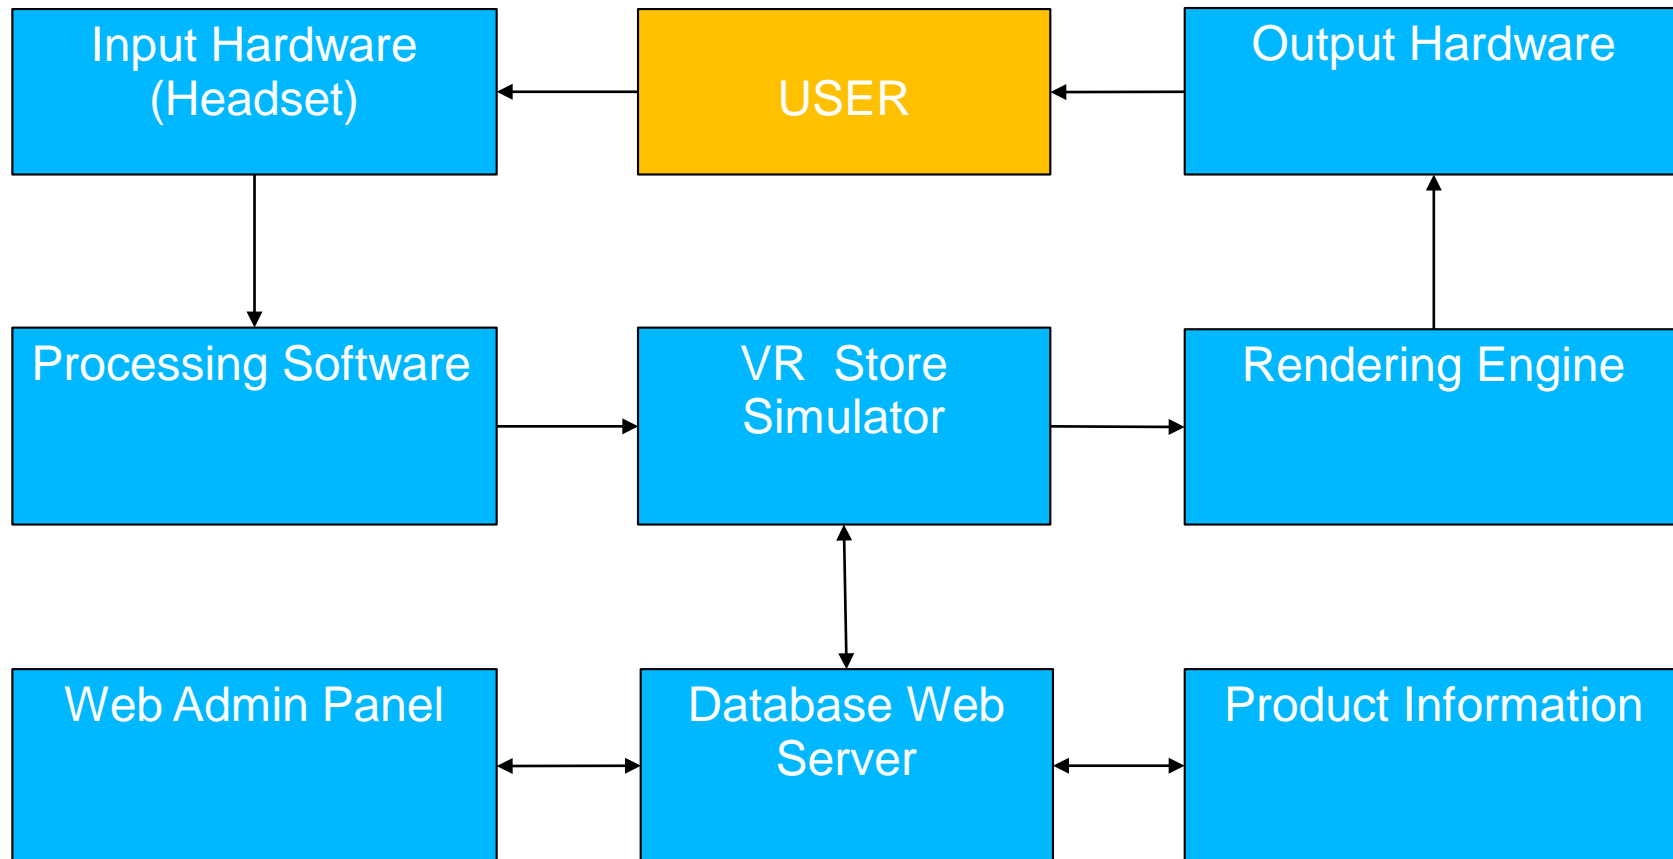 Input Hardware
(Headset)
USER
Output Hardware
Processing Software
VR  Store
Simulator
Rendering Engine
Web Admin Panel
Database Web
Server
Product Information